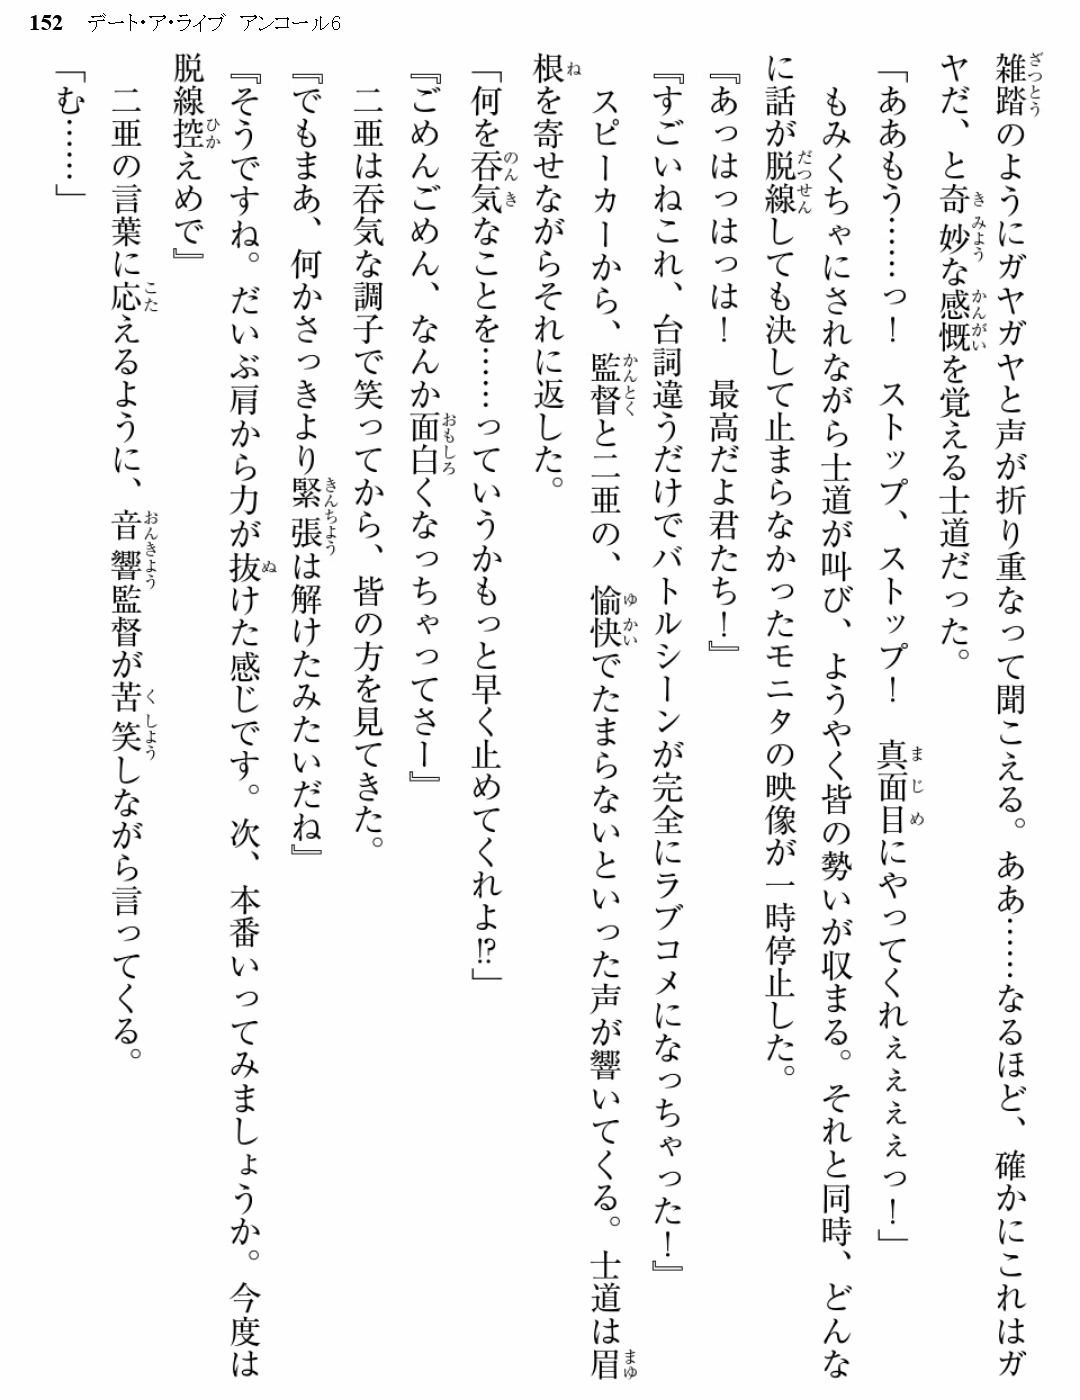 152 デート・ア・ライブ アンコール6
雑踏のようにガヤガヤと声が折り重なって聞こえる。ああ……なるほど、確かにこれはガ
ヤだ、と奇妙な感慨を覚える士道だった。
「ああもう……っ！　ストップ、ストップ！　真面目にやってくれぇぇぇぇっ！」
もみくちゃにされながら士道が叫び、ようやく皆の勢いが収まる。それと同時、どんな
に話が脱線しても決して止まらなかったモニタの映像が一時停止した。
『あっはっはっは！　最高だよ君たち！』
『すごいねこれ、台詞違うだけでバトルシーンが完全にラブコメになっちゃった！』
スピーカーから、監督と二亜の、愉快でたまらないといった声が響いてくる。士道は眉
根を寄せながらそれに返した。
「何を呑気なことを……っていうかもっと早く止めてくれよ!?」
『ごめんごめん、なんか面白くなっちゃってさー』
二亜は呑気な調子で笑ってから、皆の方を見てきた。
『でもまあ、何かさっきより緊張は解けたみたいだね』
『そうですね。だいぶ肩から力が抜けた感じです。次、本番いってみましょうか。今度は
脱線控えめで』
二亜の言葉に応えるように、音響監督が苦笑しながら言ってくる。
「む……」